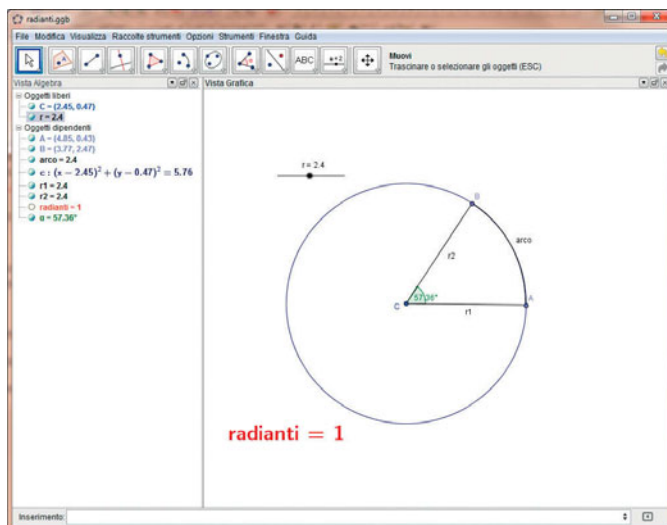 radianti.ggb
File Modifica Visualizza Raccolte strumenti Opzioni Strumenti Finestra Guida
ABC
a=2
Muovi
Trascinare o selezionare gli oggetti (ESC)
Vista Algebra
Vista Grafica
Oggetti liberi
C = (2.45, 0.47)
r = 2.4
Oggetti dipendenti
A = (4.85, 0.43)
B = (3.77, 2.47)
arco = 2.4
c : (x − 2.45)² + (y − 0.47)² = 5.76
r1 = 2.4
r2 = 2.4
radianti = 1
α = 57.36°
r = 2.4
B
arco
r2
57.36°
C
A
r1
radianti = 1
Inserimento: